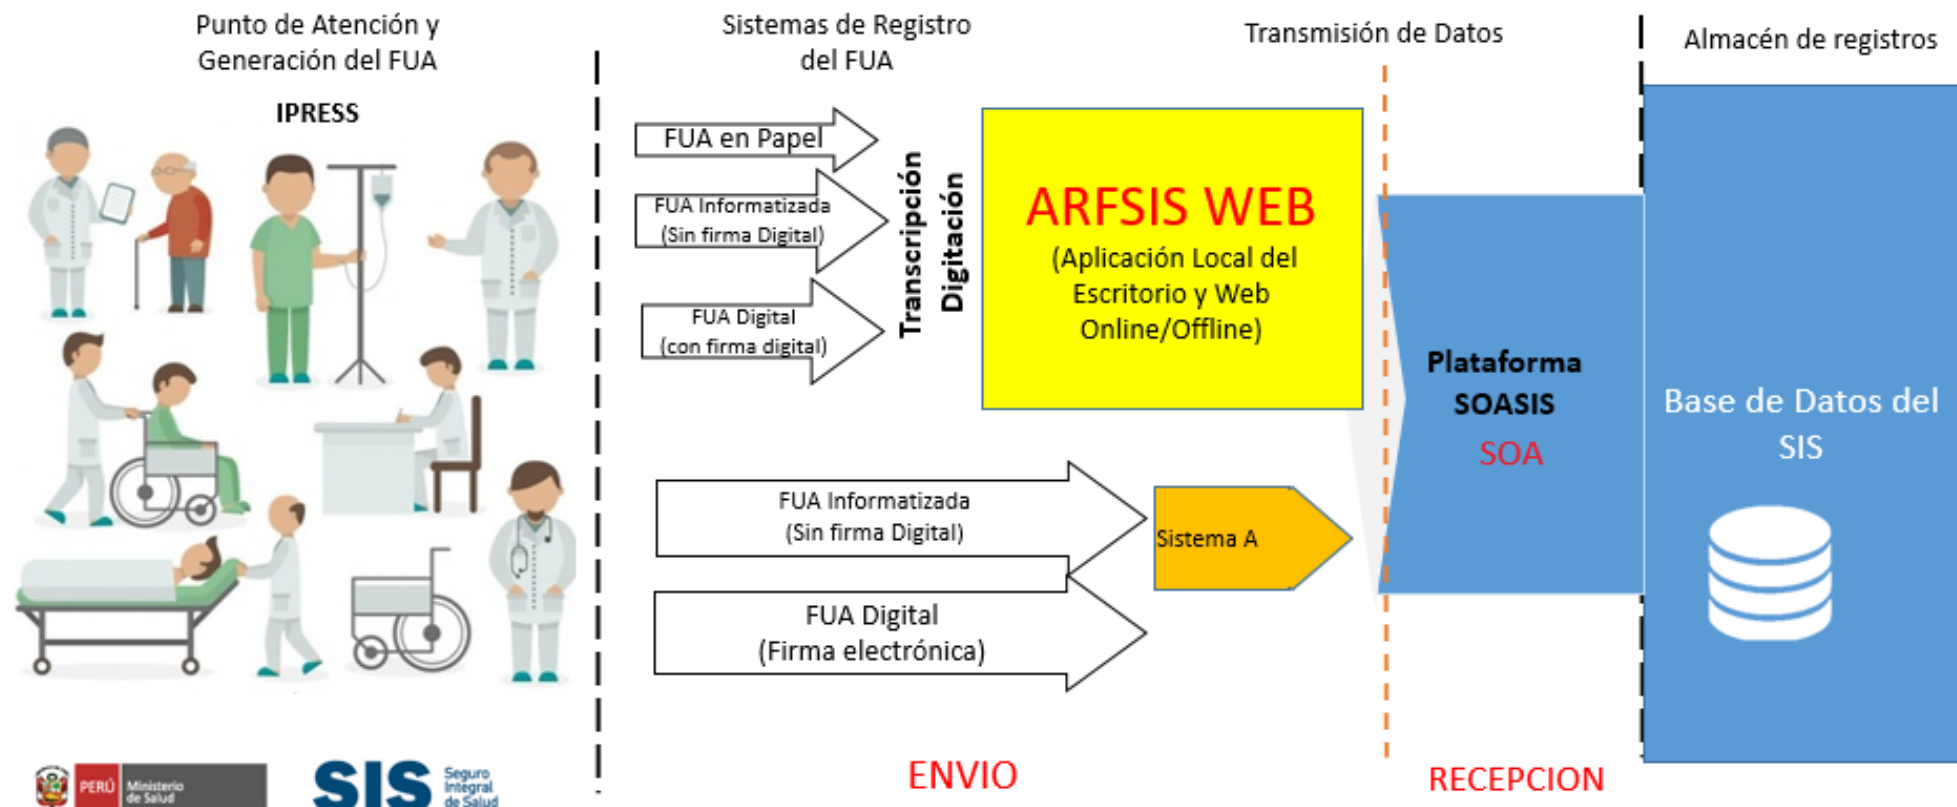 Punto de Atención y
Generación del FUA
IPRESS
Sistemas de Registro
del FUA
FUA en Papel
FUA Informatizada
(Sin firma Digital)
FUA Digital
(con firma digital)
Transcripción
Digitación
ARFSIS WEB
(Aplicación Local del
Escritorio y Web
Online/Offline)
FUA Informatizada
(Sin firma Digital)
FUA Digital
(Firma electrónica)
Sistema A
Transmisión de Datos
Plataforma
SOASIS
SOA
Almacén de registros
Base de Datos del
SIS
PERÚ
Ministerio
de Salud
SIS
Seguro
Integral
de Salud
ENVIO
RECEPCION